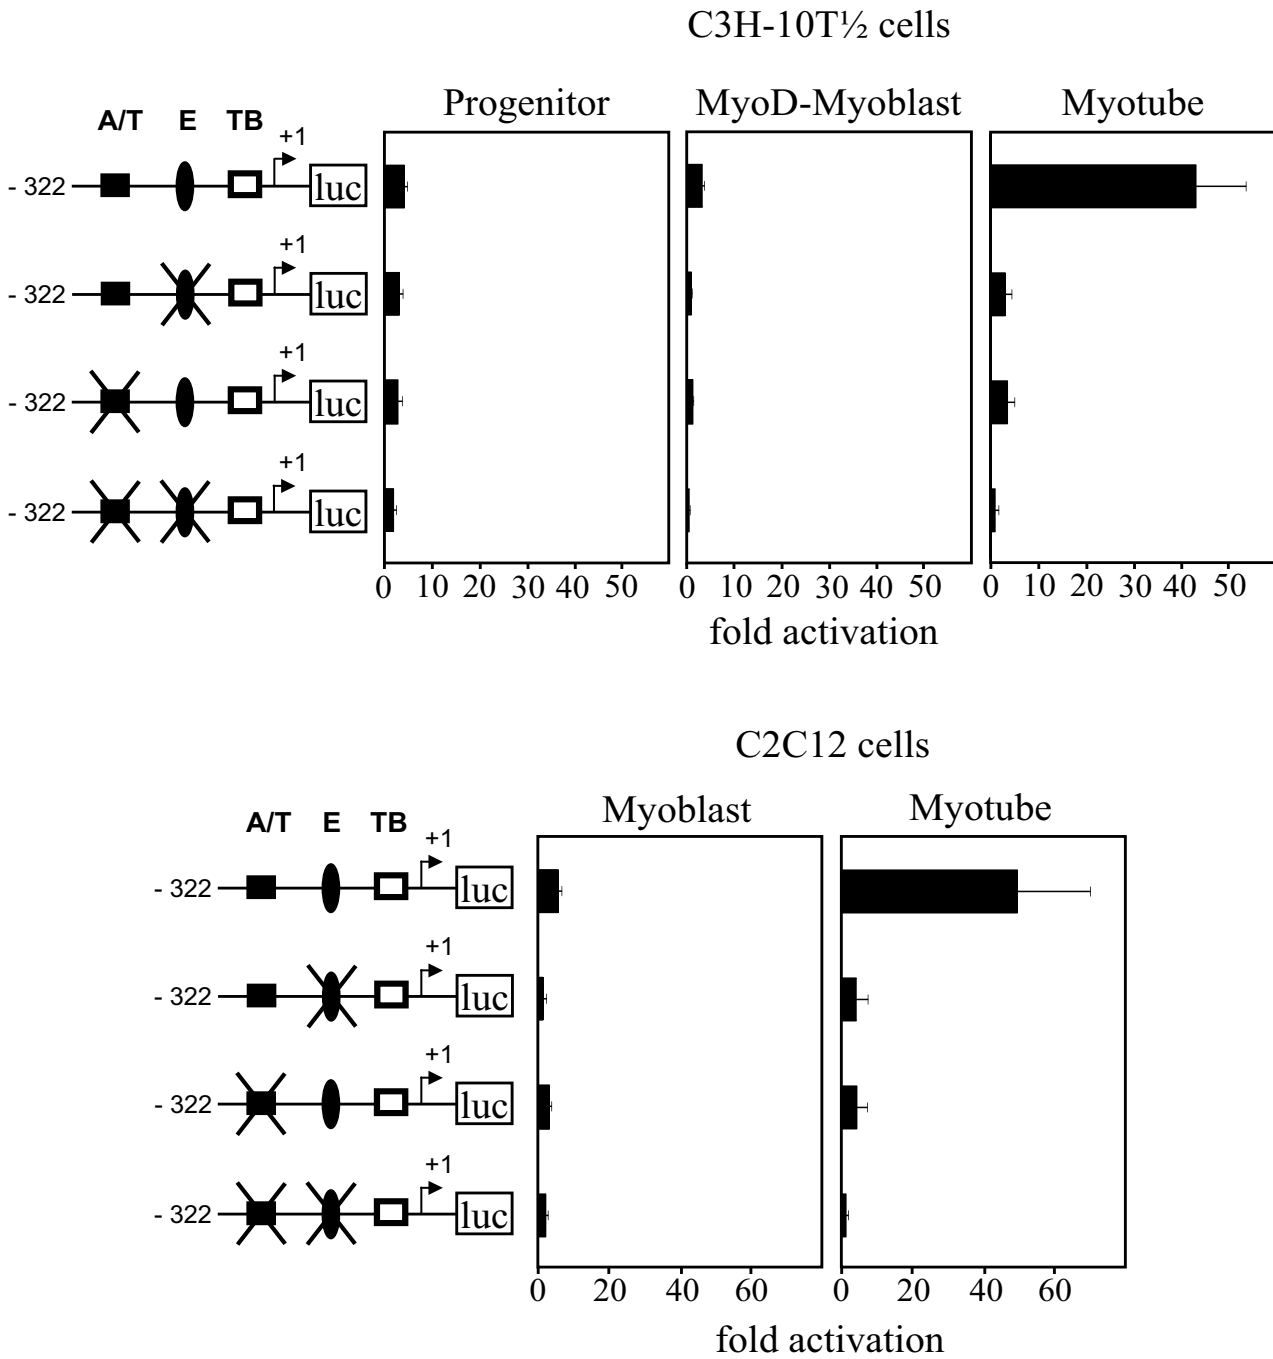 C3H-10T½ cells
Progenitor MyoD-Myoblast Myotube
A/T E TB
+1
- 322 luc
+1
- 322 luc
+1
- 322 luc
+1
- 322 luc
0 10 20 30 40 50 0 10 20 30 40 50 0 10 20 30 40 50
fold activation
C2C12 cells
Myoblast Myotube
A/T E TB
+1
- 322 luc
+1
- 322 luc
+1
- 322 luc
+1
- 322 luc
0 20 40 60 0 20 40 60
fold activation